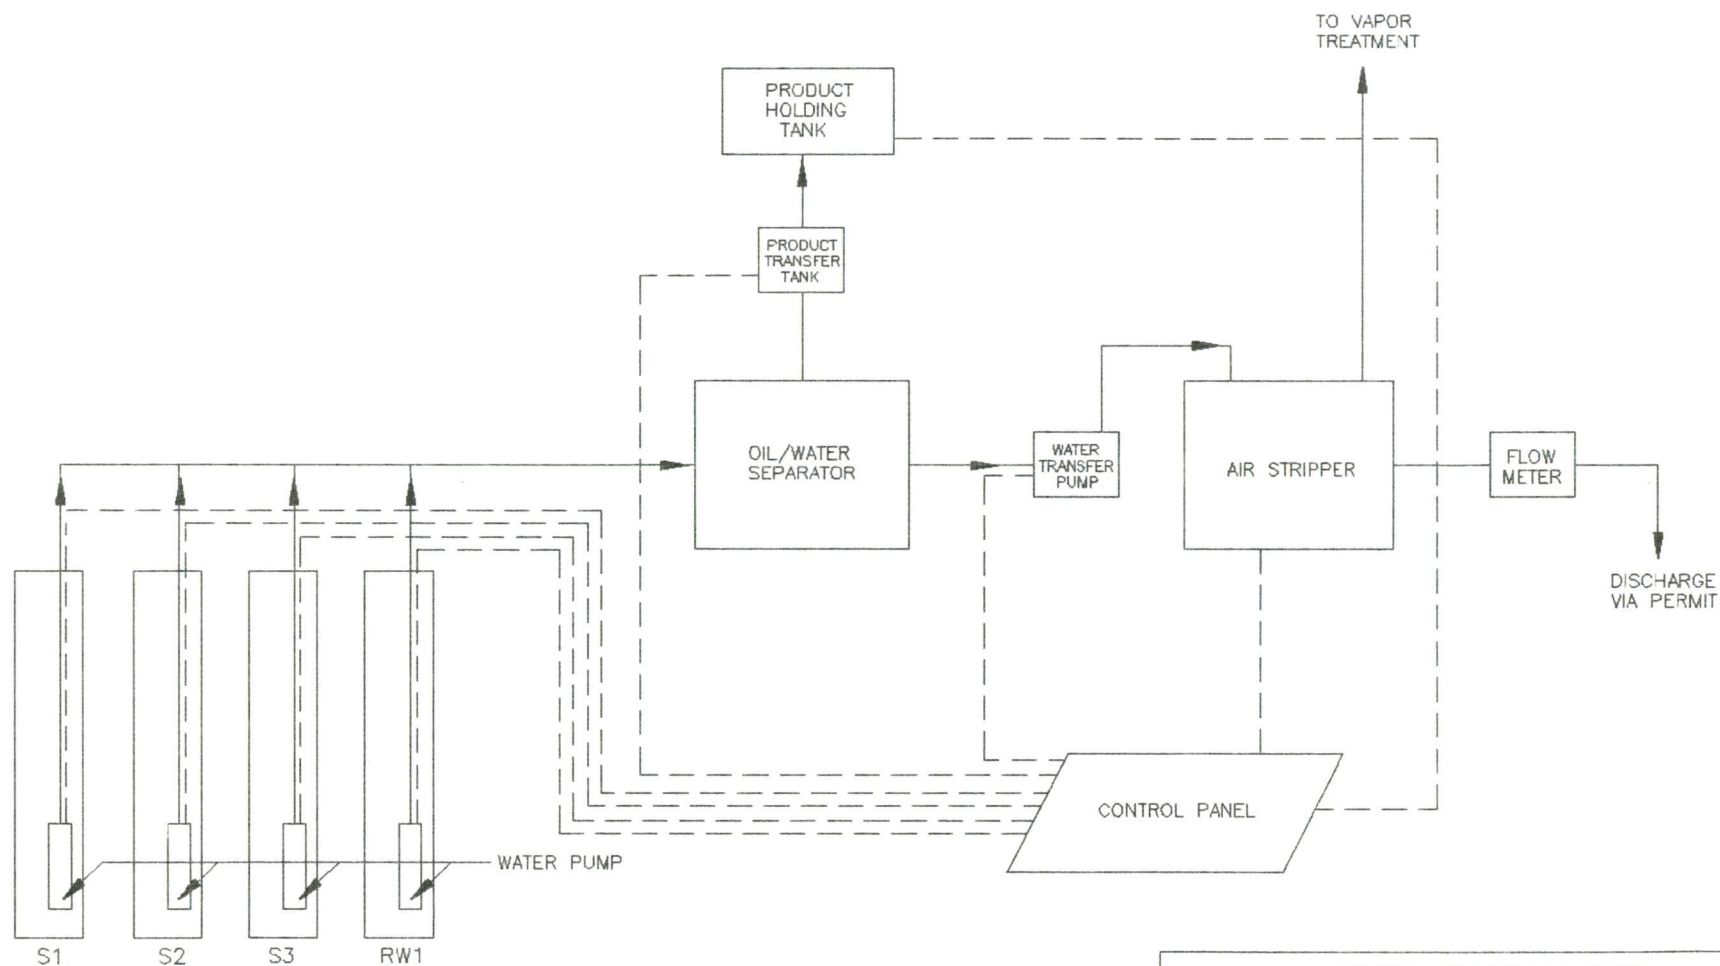 TO VAPOR
TREATMENT
PRODUCT
HOLDING
TANK
PRODUCT
TRANSFER
TANK
OIL/WATER
SEPARATOR
WATER
TRANSFER
PUMP
AIR STRIPPER
FLOW
METER
DISCHARGE
VIA PERMIT
CONTROL PANEL
WATER PUMP
S1
S2
S3
RW1